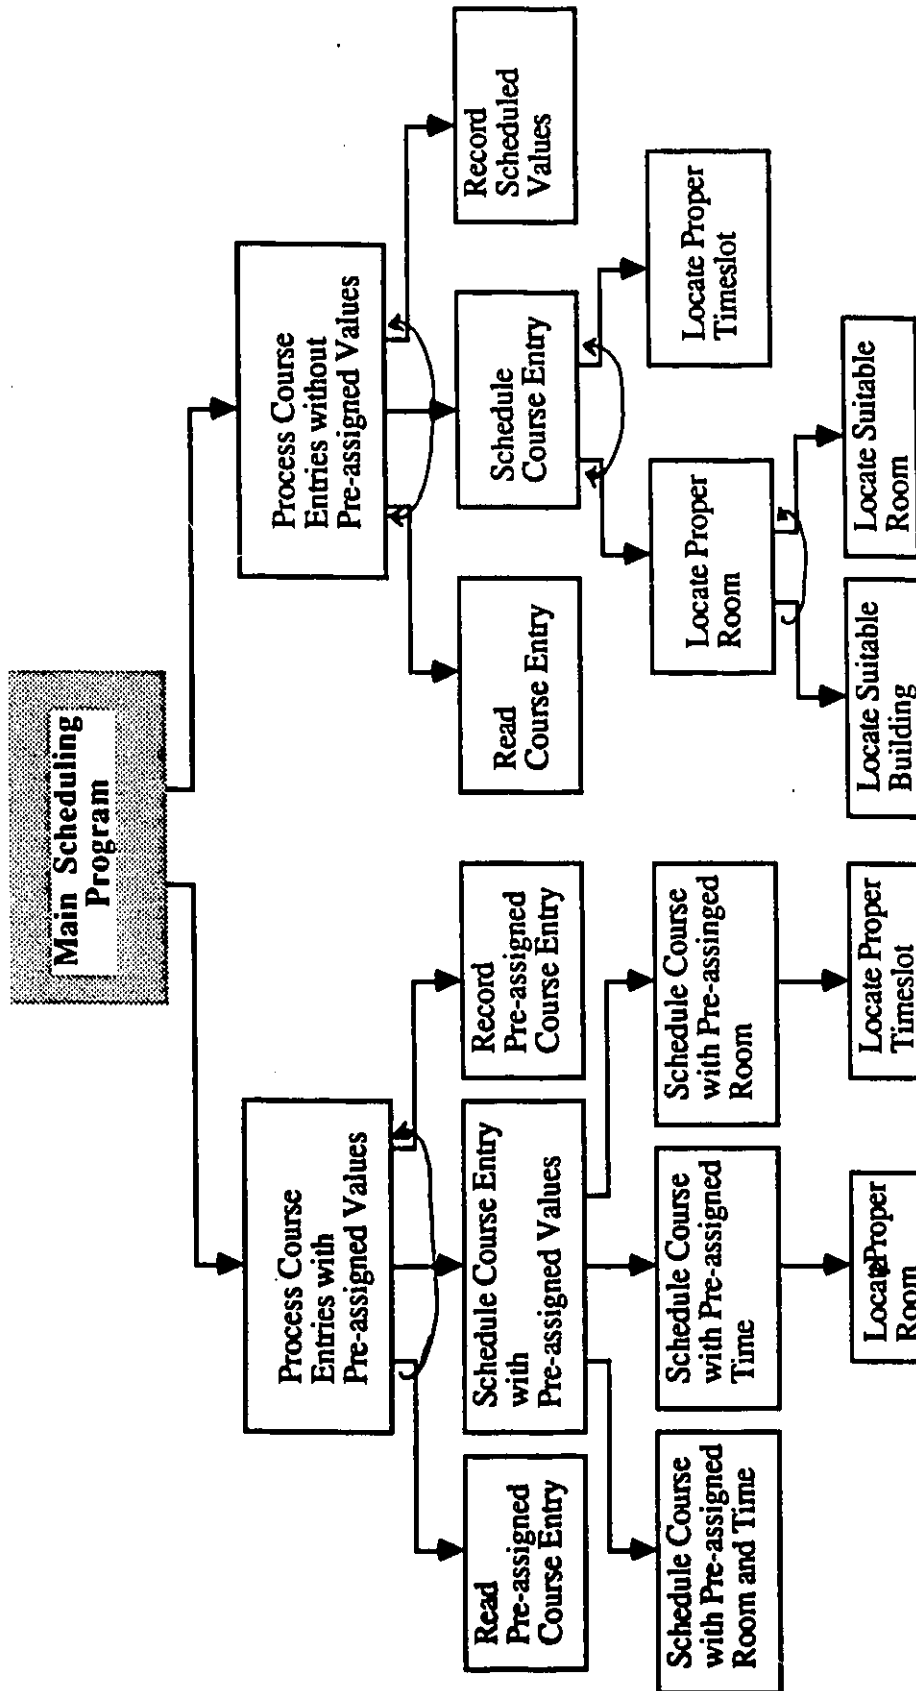 Main Scheduling
Program
Process Course
Entries with
Pre-assigned Values
Process Course
Entries without
Pre-assigned Values
Read
Pre-assigned
Course Entry
Schedule Course Entry
with
Pre-assigned Values
Record
Pre-assigned
Course Entry
Read
Course Entry
Schedule
Course Entry
Record
Scheduled
Values
Schedule Course
with Pre-assigned
Room and Time
Schedule Course
with Pre-assigned
Time
Schedule Course
with Pre-assinged
Room
Locate Proper
Room
Locate Proper
Timeslot
Locate Proper
Room
Locate Proper
Timeslot
Locate Suitable
Building
Locate Suitable
Room